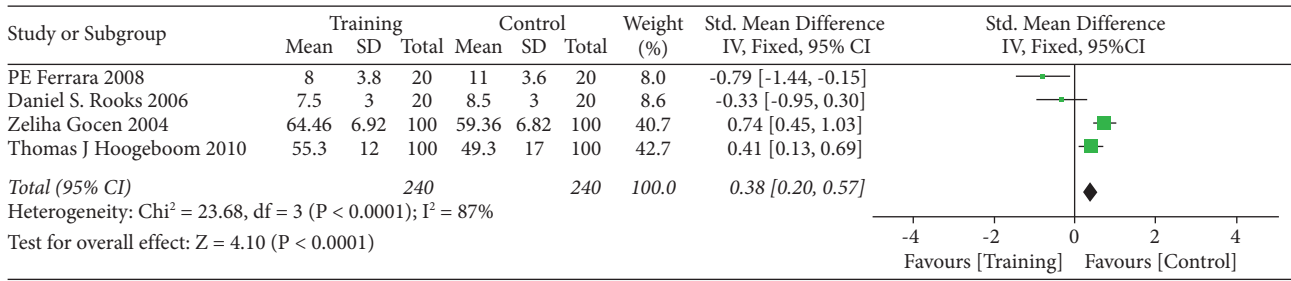 Study or Subgroup Training Control Weight Std. Mean Difference Std. Mean Difference
Mean SD Total Mean SD Total (%) IV, Fixed, 95% CI IV, Fixed, 95%CI
PE Ferrara 2008 8 3.8 20 11 3.6 20 8.0 -0.79 [-1.44, -0.15]
Daniel S. Rooks 2006 7.5 3 20 8.5 3 20 8.6 -0.33 [-0.95, 0.30]
Zeliha Gocen 2004 64.46 6.92 100 59.36 6.82 100 40.7 0.74 [0.45, 1.03]
Thomas J Hoogeboom 2010 55.3 12 100 49.3 17 100 42.7 0.41 [0.13, 0.69]
Total (95% CI) 240 240 100.0 0.38 [0.20, 0.57]
Heterogeneity: Chi² = 23.68, df = 3 (P < 0.0001); I² = 87%
Test for overall effect: Z = 4.10 (P < 0.0001)
-4 -2 0 2 4
Favours [Training] Favours [Control]